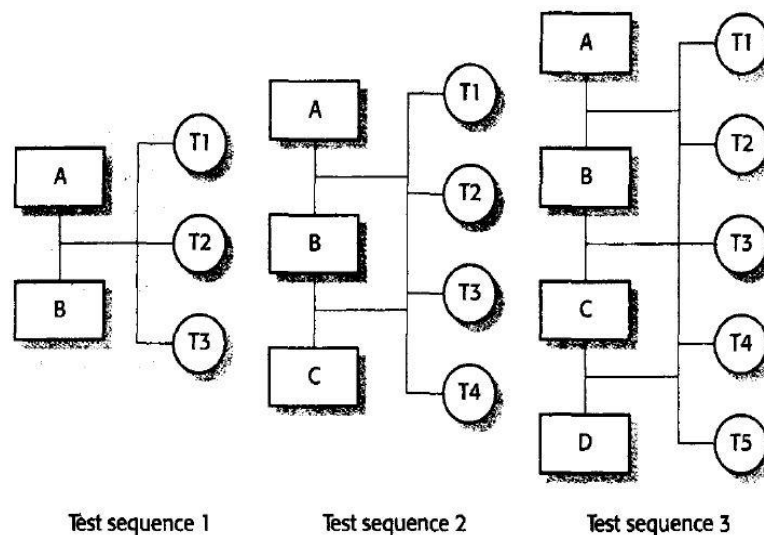 A
B
T1
T2
T3
Test sequence 1
A
B
C
T1
T2
T3
T4
Test sequence 2
A
B
C
D
T1
T2
T3
T4
T5
Test sequence 3